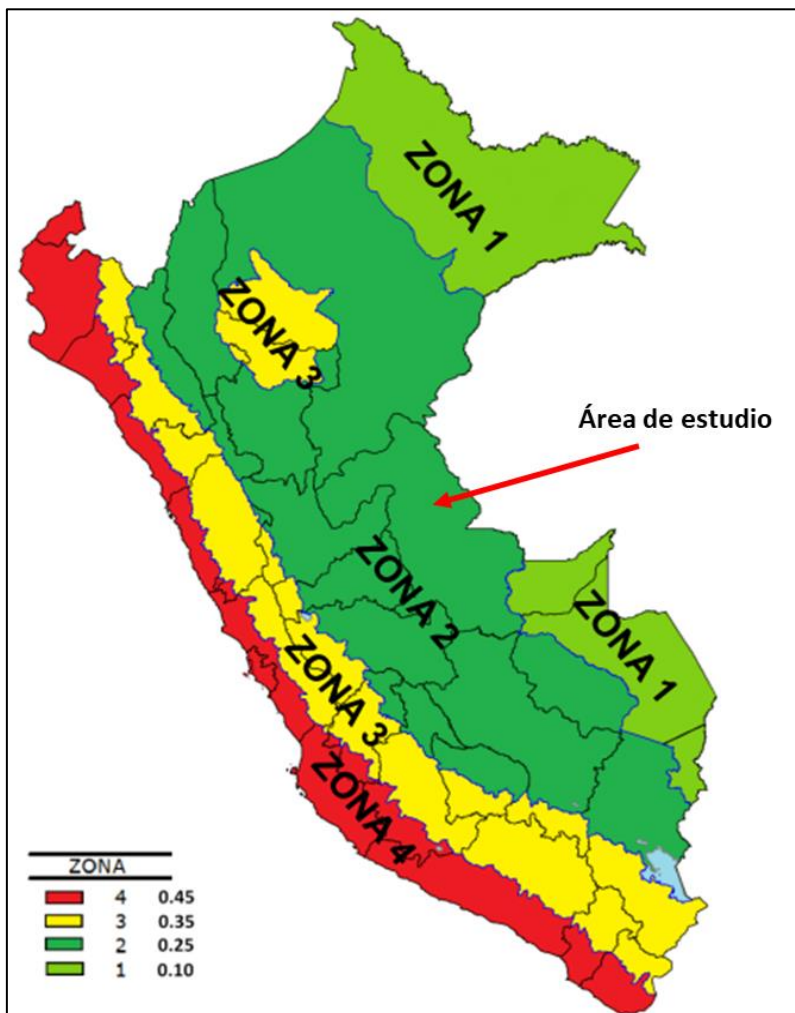 ZONA 1
ZONA 3
Área de estudio
ZONA 2
ZONA 1
ZONA 3
ZONA 4
ZONA
4 0.45
3 0.35
2 0.25
1 0.10